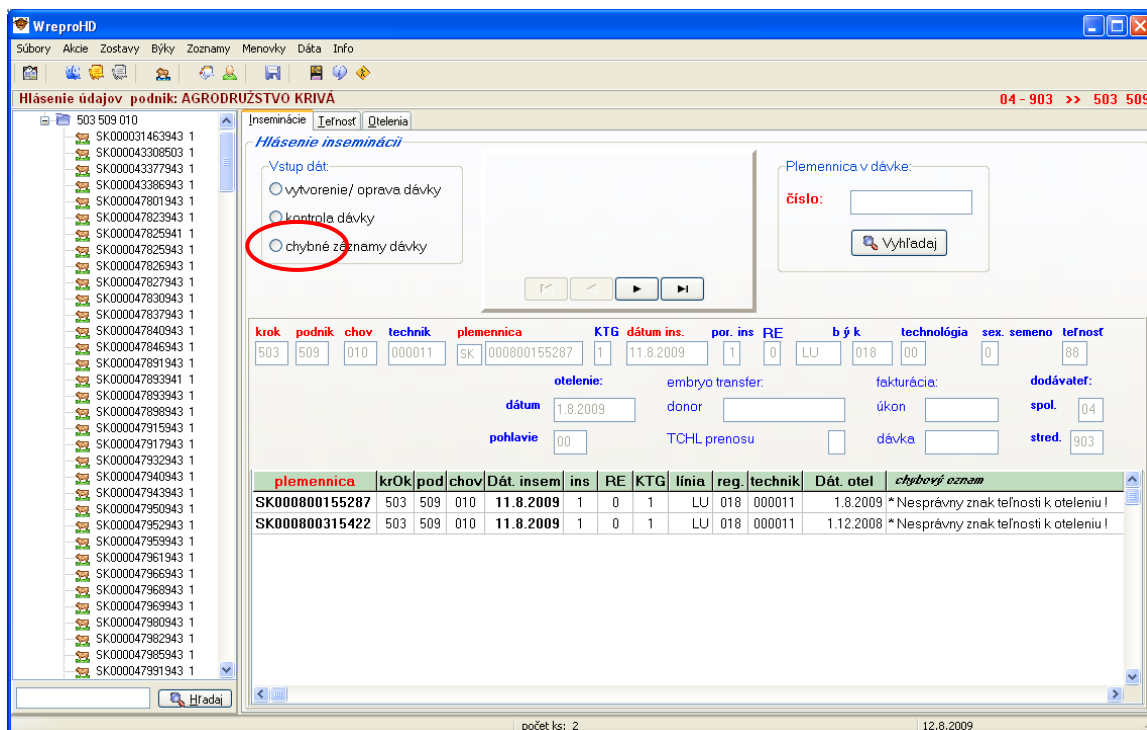 WreproHD
Súbory Akcie Zostavy Býky Zoznamy Menovky Dáta Info
Hlásenie údajov podnik: AGRODRUŽSTVO KRIVÁ 04 - 903 >> 503 509
503 509 010
SK000031463943 1
SK000043308503 1
SK000043377943 1
SK000043386943 1
SK000047801943 1
SK000047823943 1
SK000047825941 1
SK000047825943 1
SK000047826943 1
SK000047827943 1
SK000047830943 1
SK000047837943 1
SK000047840943 1
SK000047846943 1
SK000047891943 1
SK000047893941 1
SK000047893943 1
SK000047898943 1
SK000047915943 1
SK000047917943 1
SK000047932943 1
SK000047940943 1
SK000047943943 1
SK000047950943 1
SK000047952943 1
SK000047959943 1
SK000047961943 1
SK000047966943 1
SK000047968943 1
SK000047969943 1
SK000047980943 1
SK000047982943 1
SK000047985943 1
SK000047991943 1
Hľadaj
Inseminácie Teľnosť Otelenia
Hlásenie inseminácií
Vstup dát:
vytvorenie/ oprava dávky
kontrola dávky
chybné záznamy dávky
Plemennica v dávke:
číslo:
Vyhľadaj
krok podnik chov technik plemennica KTG dátum ins. por. ins RE b ý k technológia sex. semeno teľnosť
503 509 010 000011 SK 000800155287 1 11.8.2009 1 0 LU 018 00 0 88
otelenie: embryo transfer: fakturácia: dodávateľ:
dátum 1.8.2009 donor úkon spol. 04
pohlavie 00 TCHL prenosu dávka stred. 903
plemennica krOk pod chov Dát. insem ins RE KTG línia reg. technik Dát. otel chybový oznam
SK000800155287 503 509 010 11.8.2009 1 0 1 LU 018 000011 1.8.2009 * Nesprávny znak teľnosti k oteleniu !
SK000800315422 503 509 010 11.8.2009 1 0 1 LU 018 000011 1.12.2008 * Nesprávny znak teľnosti k oteleniu !
počet ks: 2 12.8.2009